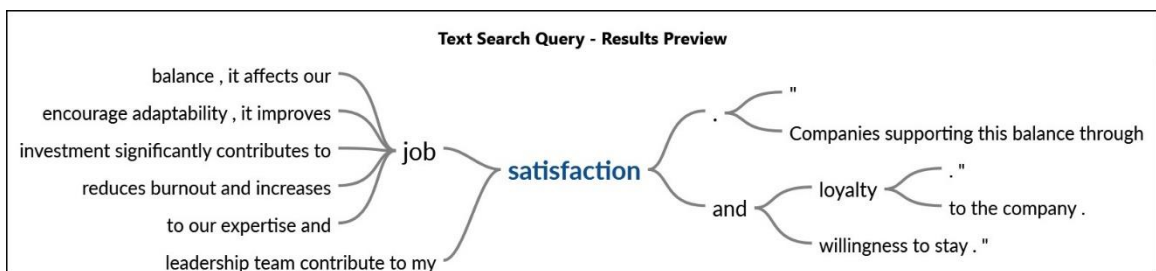 Text Search Query - Results Preview
balance , it affects our
encourage adaptability , it improves
investment significantly contributes to
reduces burnout and increases
to our expertise and
job
leadership team contribute to my
satisfaction
.
"
Companies supporting this balance through
and
loyalty
. "
to the company .
willingness to stay . "